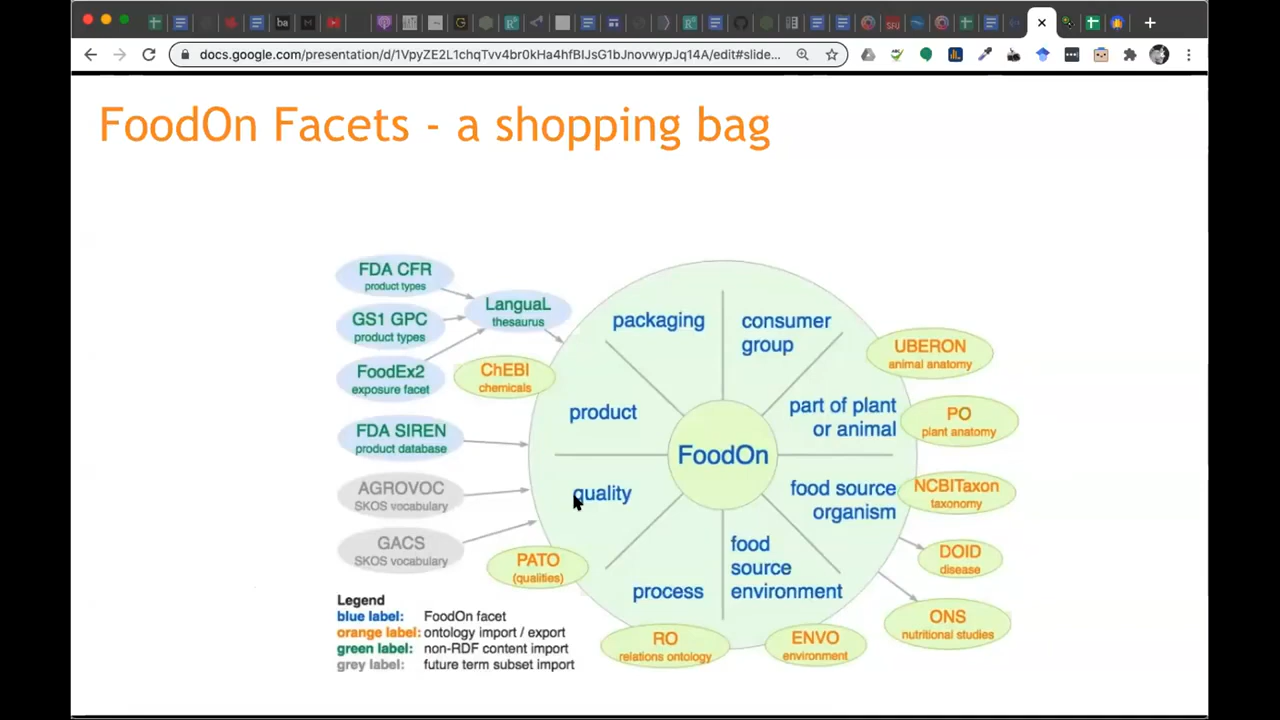 ba
docs.google.com/presentation/d/1VpyZE2L1chqTvv4br0kHa4hfBIJsG1bJnovwypJq14A/edit#slide...
FoodOn Facets - a shopping bag
FDA CFR
product types
GS1 GPC
product types
FoodEx2
exposure facet
LanguaL
thesaurus
ChEBI
chemicals
FDA SIREN
product database
AGROVOC
SKOS vocabulary
GACS
SKOS vocabulary
PATO
(qualities)
packaging
consumer
group
product
part of plant
or animal
FoodOn
quality
food source
organism
process
food
source
environment
UBERON
animal anatomy
PO
plant anatomy
NCBITaxon
taxonomy
DOID
disease
ONS
nutritional studies
RO
relations ontology
ENVO
environment
Legend
blue label: FoodOn facet
orange label: ontology import / export
green label: non-RDF content import
grey label: future term subset import